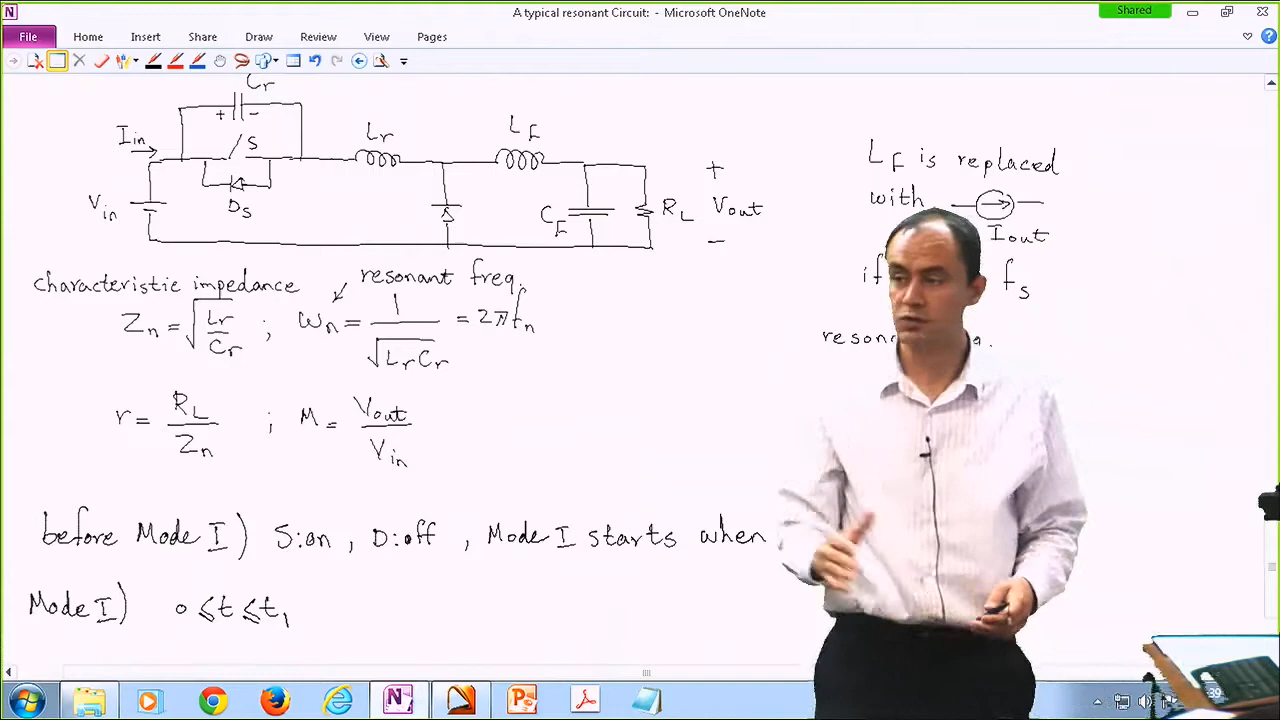 A typical resonant Circuit: - Microsoft OneNote
Shared
File Home Insert Share Draw Review View Pages
Cr
+ -
Iin
S
Lr
LF
Ds
Vin
CF
RL
+
Vout
-
LF is replaced
with
Iout
if fs
characteristic impedance
resonant freq.
Zn = √Lr/Cr ; ωn = 1/√LrCr = 2πfn
r = RL/Zn ; M = Vout/Vin
before Mode I) S:on, D:off, Mode I starts when
Mode I) 0 ≤ t ≤ t1